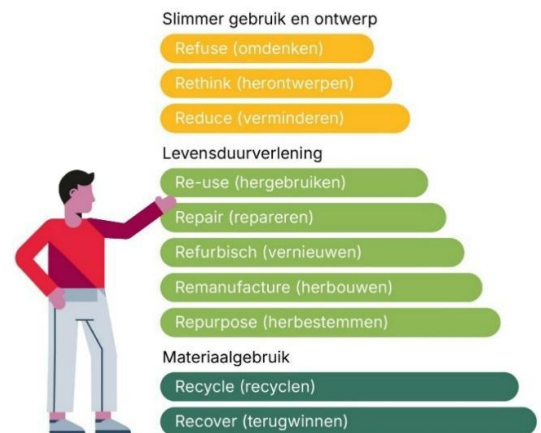 Slimmer gebruik en ontwerp
Refuse (omdenken)
Rethink (herontwerpen)
Reduce (verminderen)
Levensduurverlening
Re-use (hergebruiken)
Repair (repareren)
Refurbisch (vernieuwen)
Remanufacture (herbouwen)
Repurpose (herbestemmen)
Materiaalgebruik
Recycle (recyclen)
Recover (terugwinnen)